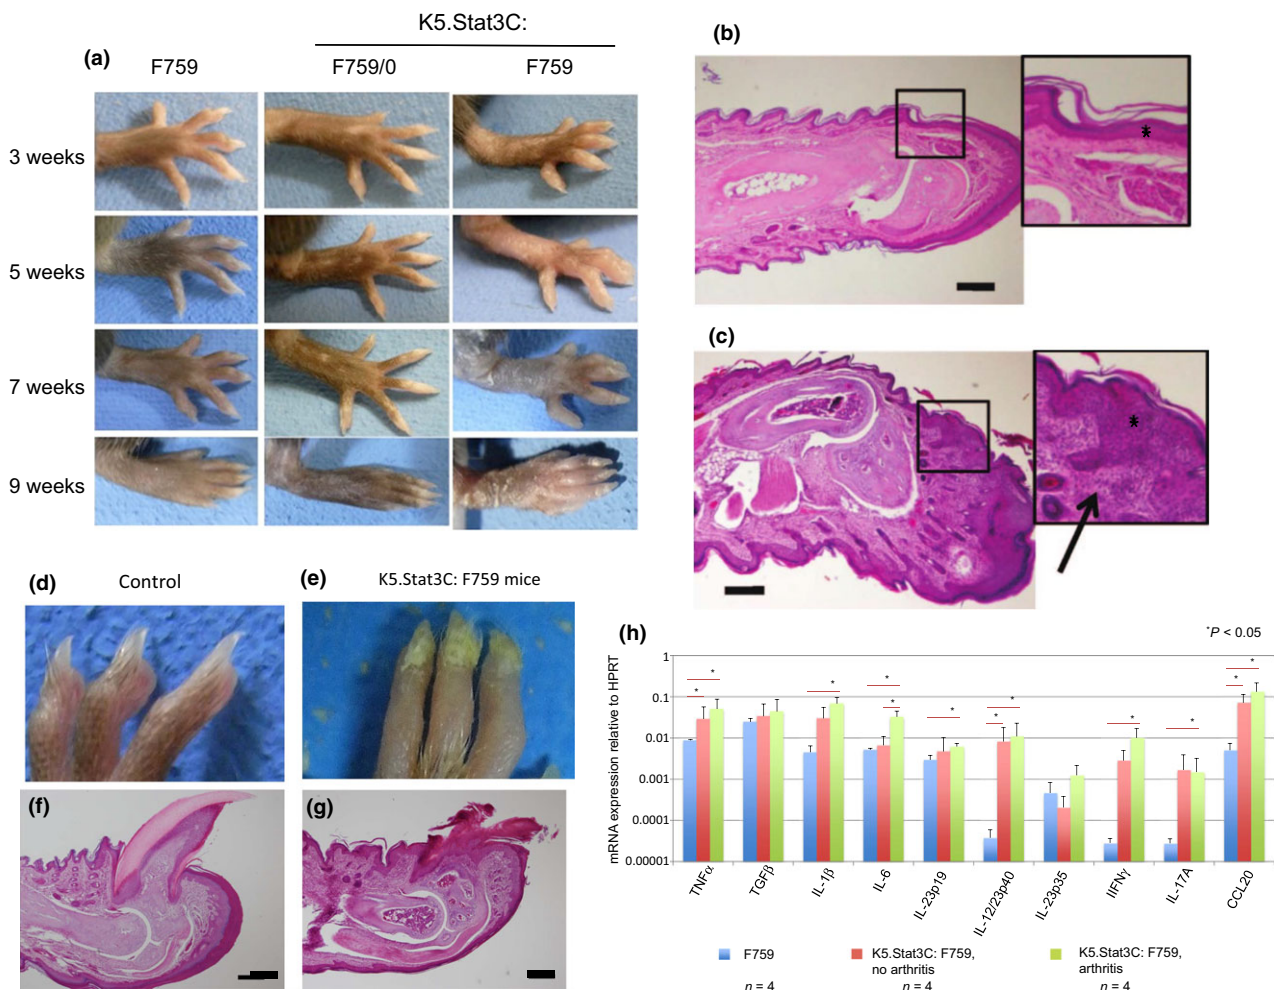 K5.Stat3C:
(a)
F759
F759/0
F759
3 weeks
5 weeks
7 weeks
9 weeks
(b)
*
(c)
*
(d)
Control
(e)
K5.Stat3C: F759 mice
(f)
(g)
(h)
*P < 0.05
mRNA expression relative to HPRT
1
0.1
0.01
0.001
0.0001
0.00001
* * * * * * * * * * * *
TNFα
TGFβ
IL-1β
IL-6
IL-23p19
IL-12/23p40
IL-23p35
IIFNγ
IL-17A
CCL20
F759
n = 4
K5.Stat3C: F759,
no arthritis
n = 4
K5.Stat3C: F759,
arthritis
n = 4